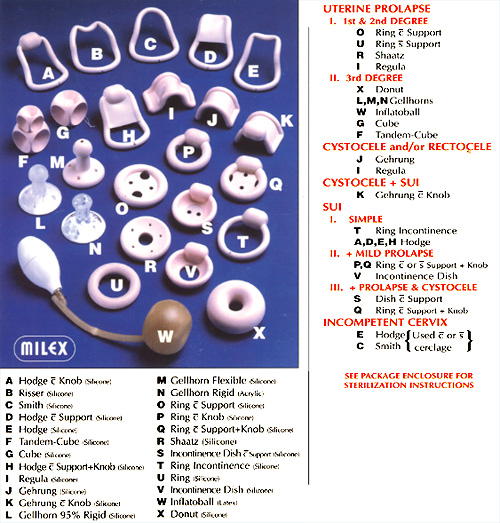 A
B
C
D
E
F
G
H
I
J
K
L
M
N
O
P
Q
R
S
T
U
V
W
X
MILEX
A Hodge c̄ Knob (Silicone)
B Risser (Silicone)
C Smith (Silicone)
D Hodge c̄ Support (Silicone)
E Hodge (Silicone)
F Tandem-Cube (Silicone)
G Cube (Silicone)
H Hodge c̄ Support+Knob (Silicone)
I Regula (Silicone)
J Gehrung (Silicone)
K Gehrung c̄ Knob (Silicone)
L Gellhorn 95% Rigid (Silicone)
M Gellhorn Flexible (Silicone)
N Gellhorn Rigid (Acrylic)
O Ring c̄ Support (Silicone)
P Ring c̄ Knob (Silicone)
Q Ring c̄ Support+Knob (Silicone)
R Shaatz (Silicone)
S Incontinence Dish c̄ Support (Silicone)
T Ring Incontinence (Silicone)
U Ring (Silicone)
V Incontinence Dish (Silicone)
W Inflatoball (Latex)
X Donut (Silicone)
UTERINE PROLAPSE
I. 1st & 2nd DEGREE
O Ring c̄ Support
U Ring s̄ Support
R Shaatz
I Regula
II. 3rd DEGREE
X Donut
L,M,N Gellhorns
W Inflatoball
G Cube
F Tandem-Cube
CYSTOCELE and/or RECTOÇELE
J Gehrung
I Regula
CYSTOCELE + SUI
K Gehrung c̄ Knob
SUI
I. SIMPLE
T Ring Incontinence
A,D,E,H Hodge
II. + MILD PROLAPSE
P,Q Ring c̄ or s̄ Support + Knob
V Incontinence Dish
III. + PROLAPSE & CYSTOCELE
S Dish c̄ Support
Q Ring c̄ Support + Knob
INCOMPETENT CERVIX
E Hodge { Used c̄ or s̄ }
C Smith { cerclage }
SEE PACKAGE ENCLOSURE FOR
STERILIZATION INSTRUCTIONS